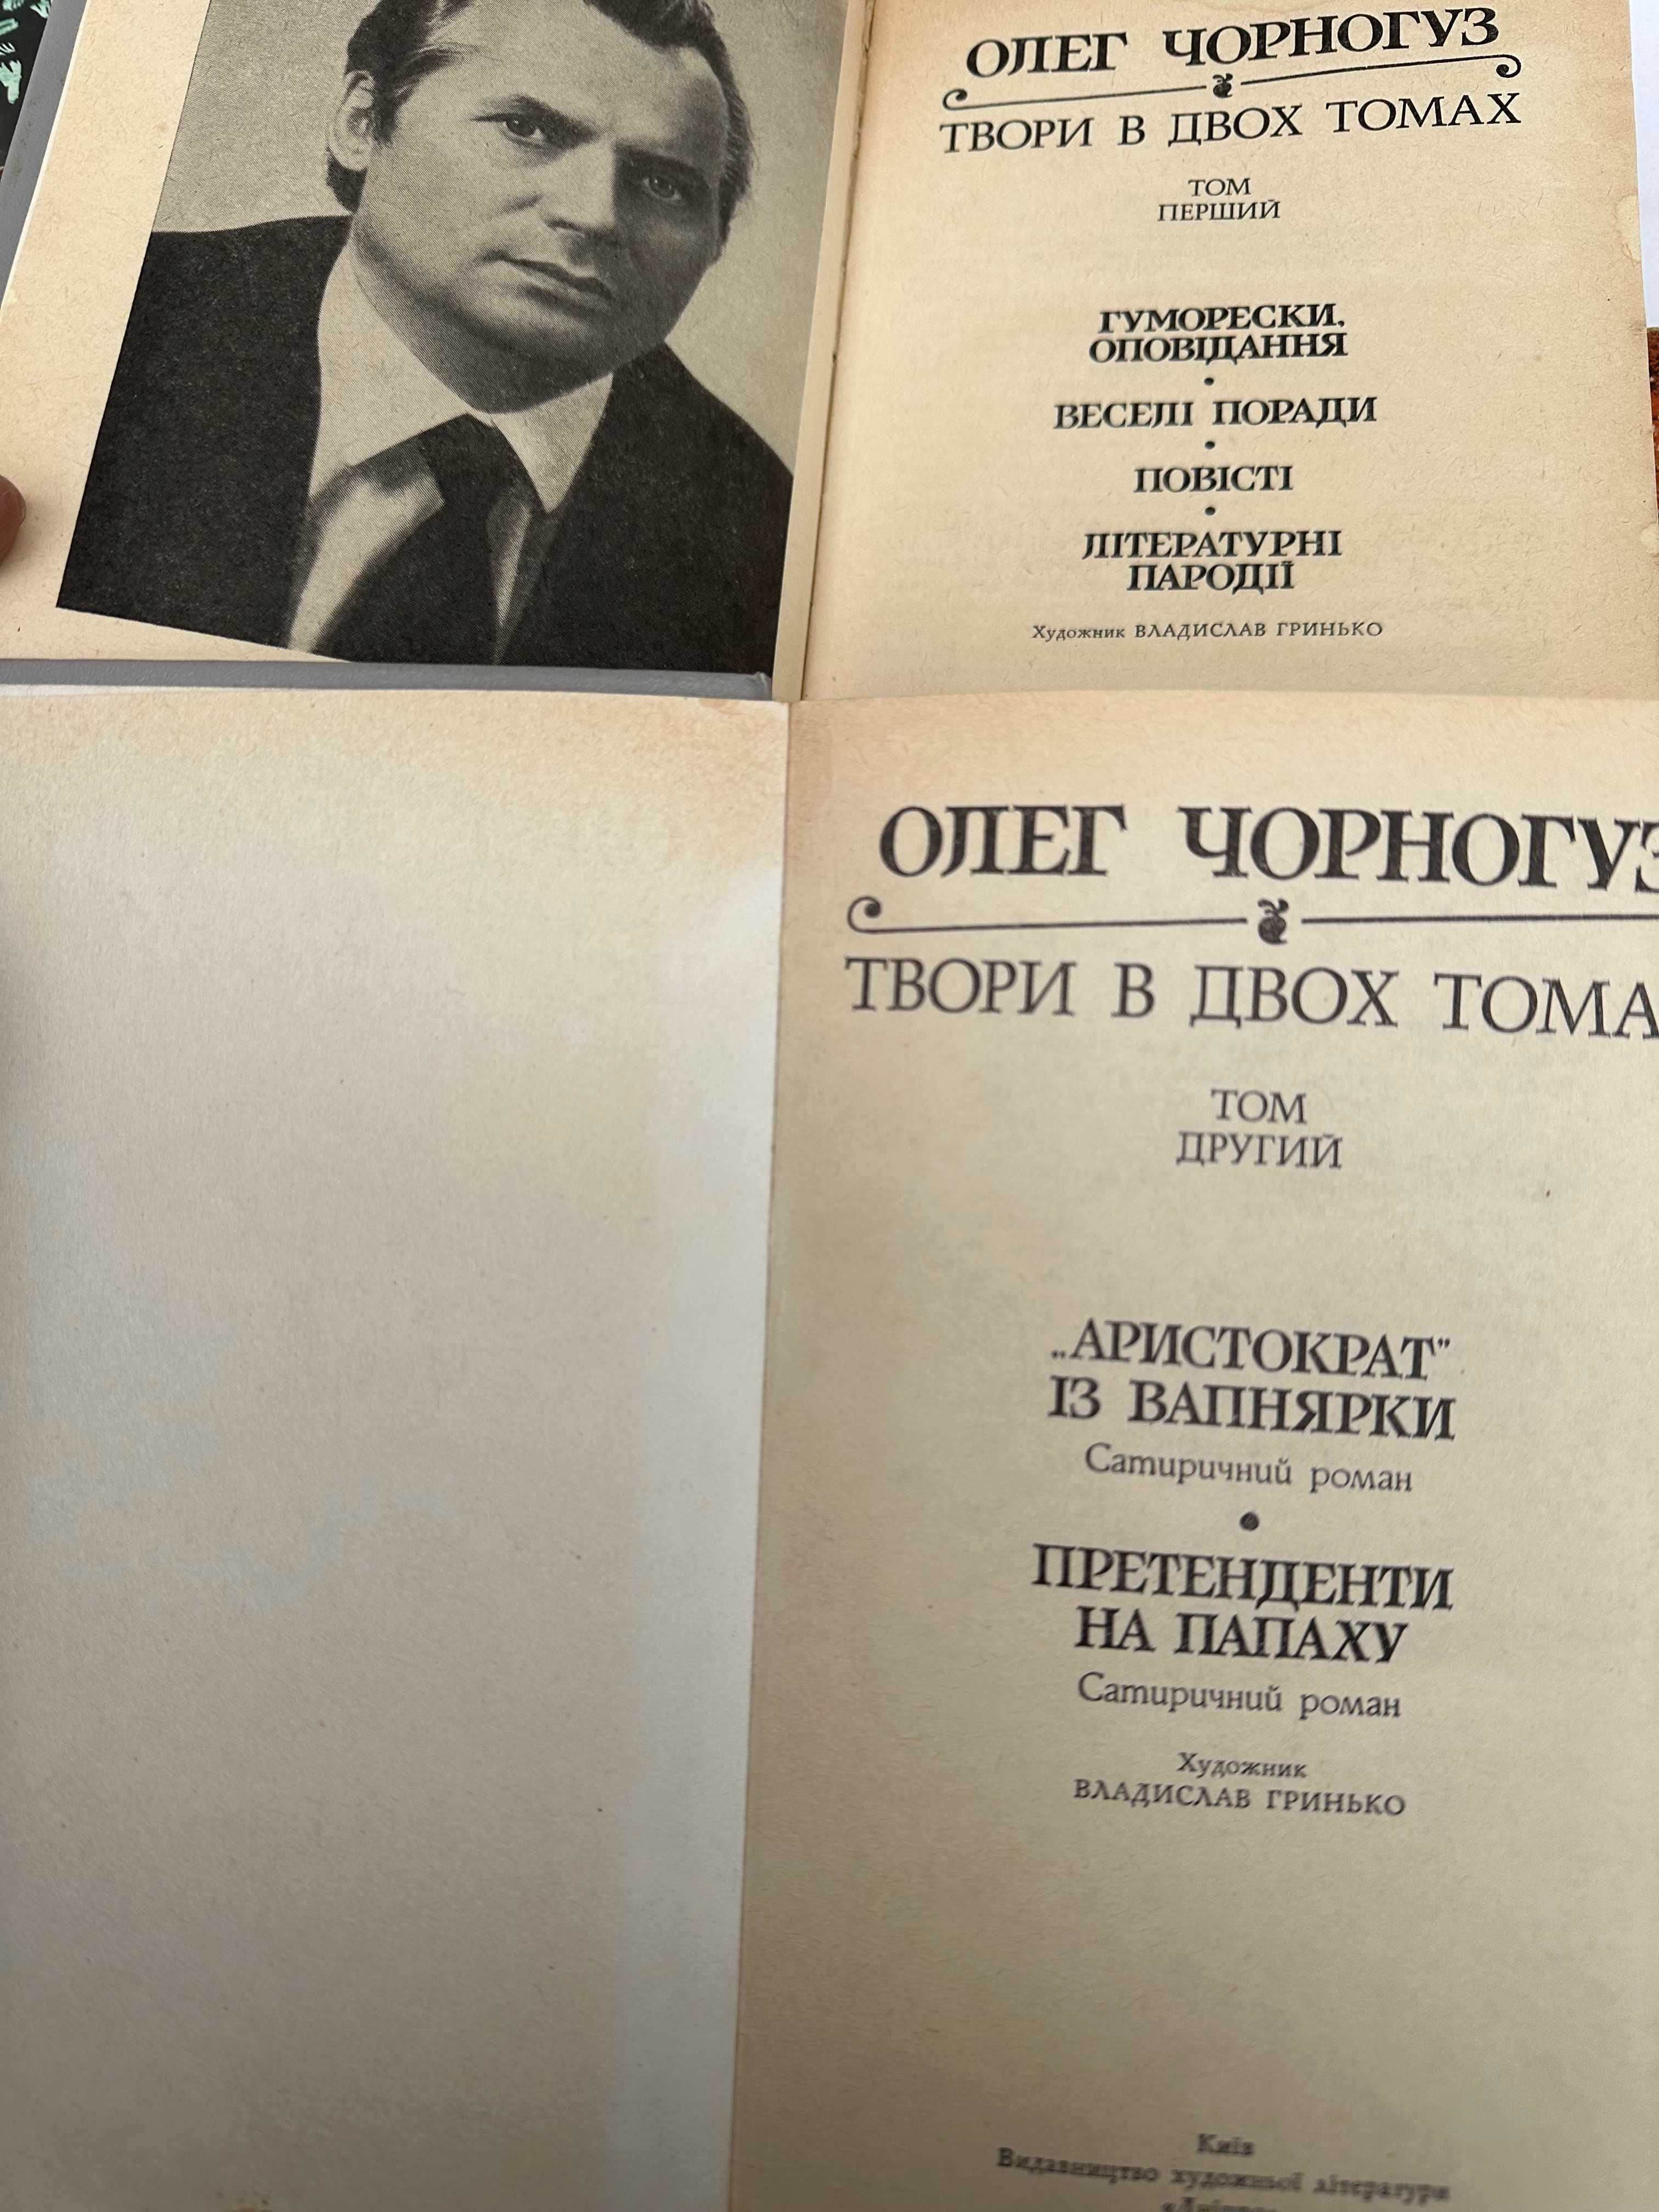 ОЛЕГ ЧОРНОГУЗ
ТВОРИ В ДВОХ ТОМАХ
ТОМ
ПЕРШИЙ
ГУМОРЕСКИ.
ОПОВІДАННЯ
•
ВЕСЕЛІ ПОРАДИ
•
ПОВІСТІ
•
ЛІТЕРАТУРНІ
ПАРОДІЇ
Художник ВЛАДИСЛАВ ГРИНЬКО
ОЛЕГ ЧОРНОГУЗ
ТВОРИ В ДВОХ ТОМА
ТОМ
ДРУГИЙ
„АРИСТОКРАТ”
ІЗ ВАПНЯРКИ
Сатиричний роман
•
ПРЕТЕНДЕНТИ
НА ПАПАХУ
Сатиричний роман
Художник
ВЛАДИСЛАВ ГРИНЬКО
Київ
Видавництво художньої літератури
«Дніпро»